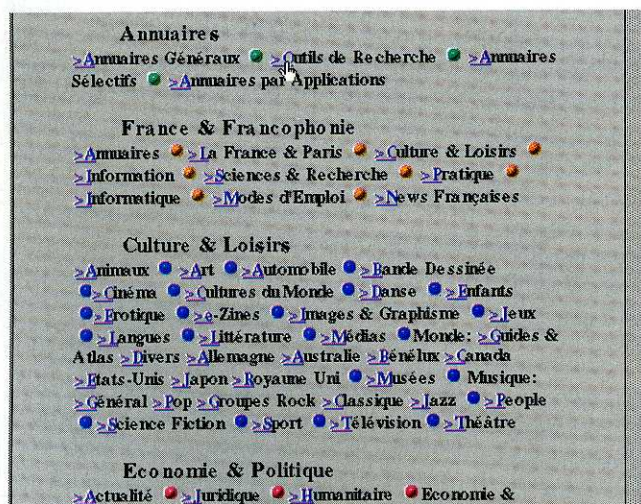 Annuaires
>Annuaires Généraux >Outils de Recherche >Annuaires
Sélectifs >Annuaires par Applications
France & Francophonie
>Annuaires >La France & Paris >Culture & Loisirs
>Information >Sciences & Recherche >Pratique
>Informatique >Modes d'Emploi >News Françaises
Culture & Loisirs
>Animaux >Art >Automobile >Bande Dessinée
>Cinéma >Cultures du Monde >Danse >Enfants
>Erotique >e-Zines >Images & Graphisme >Jeux
>Langues >Littérature >Médias Monde: >Guides &
Atlas >Divers >Allemagne >Australie >Bénélux >Canada
>Etats-Unis >Japon >Royaume Uni >Musées Musique:
>Général >Pop >Groupes Rock >Classique >Jazz >People
>Science Fiction >Sport >Télévision >Théâtre
Economie & Politique
>Actualité >Juridique >Humanitaire Economie &